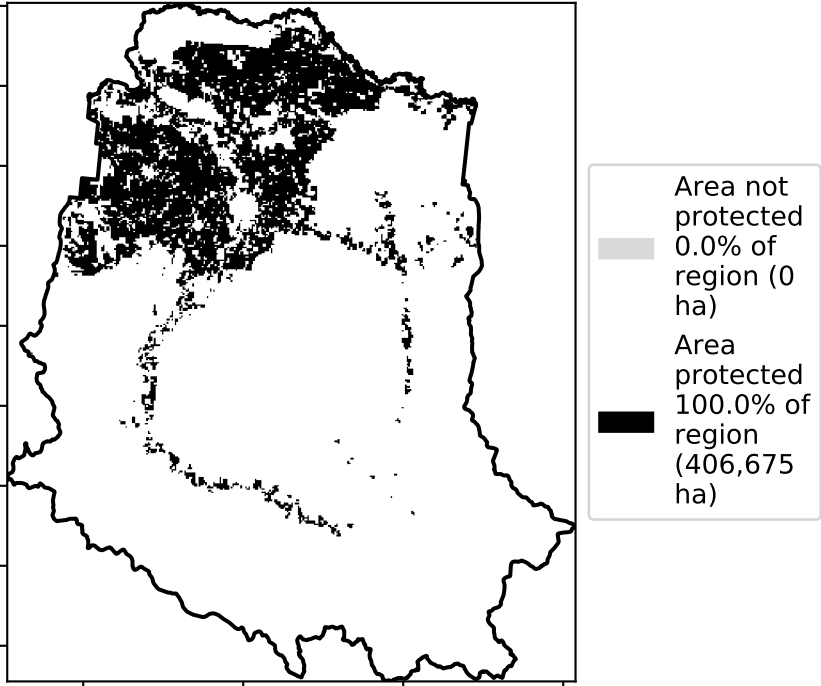 Area not
protected
0.0% of
region (0
ha)
Area
protected
100.0% of
region
(406,675
ha)